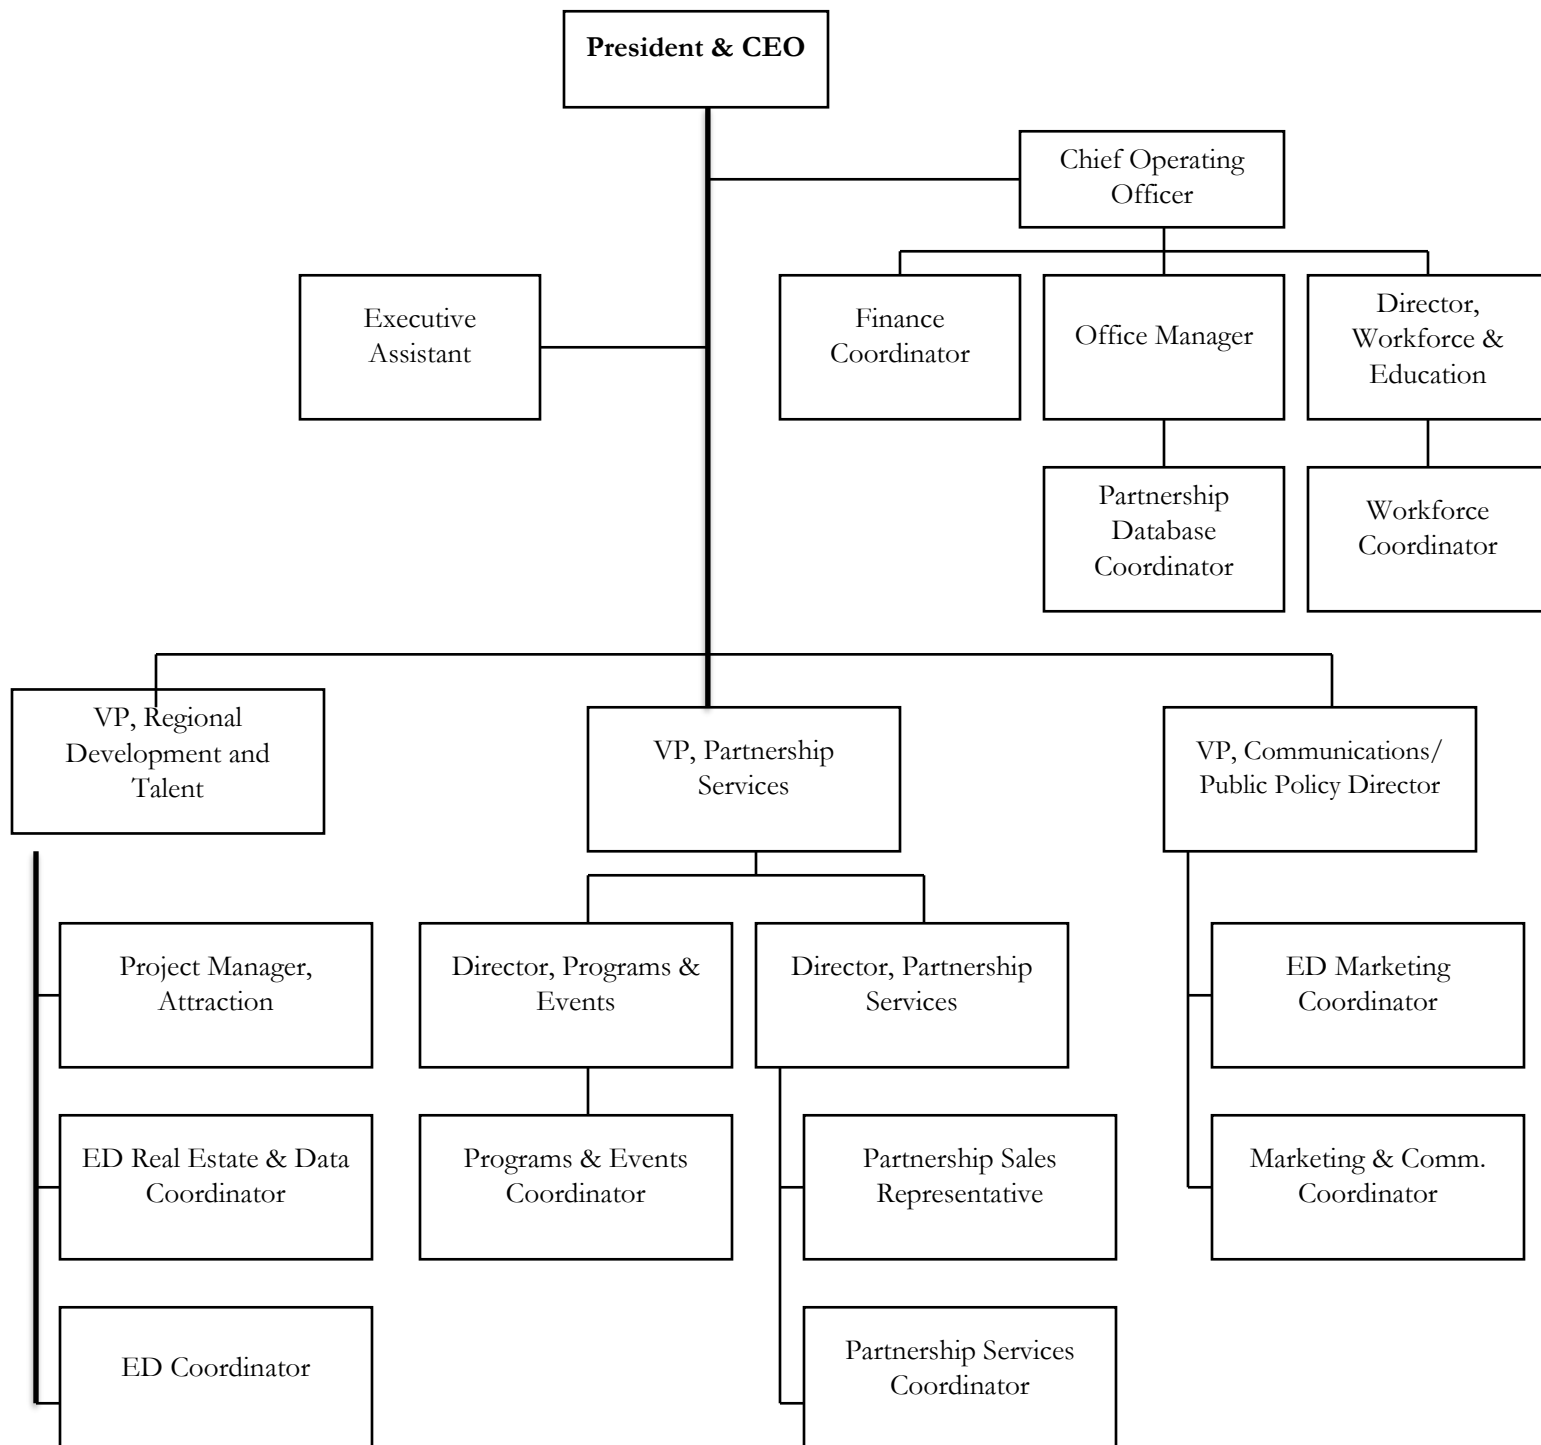 President & CEO
Chief Operating
Officer
Executive
Assistant
Finance
Coordinator
Office Manager
Director,
Workforce &
Education
Partnership
Database
Coordinator
Workforce
Coordinator
VP, Regional
Development and
Talent
VP, Partnership
Services
VP, Communications/
Public Policy Director
Project Manager,
Attraction
Director, Programs &
Events
Director, Partnership
Services
ED Marketing
Coordinator
ED Real Estate & Data
Coordinator
Programs & Events
Coordinator
Partnership Sales
Representative
Marketing & Comm.
Coordinator
ED Coordinator
Partnership Services
Coordinator